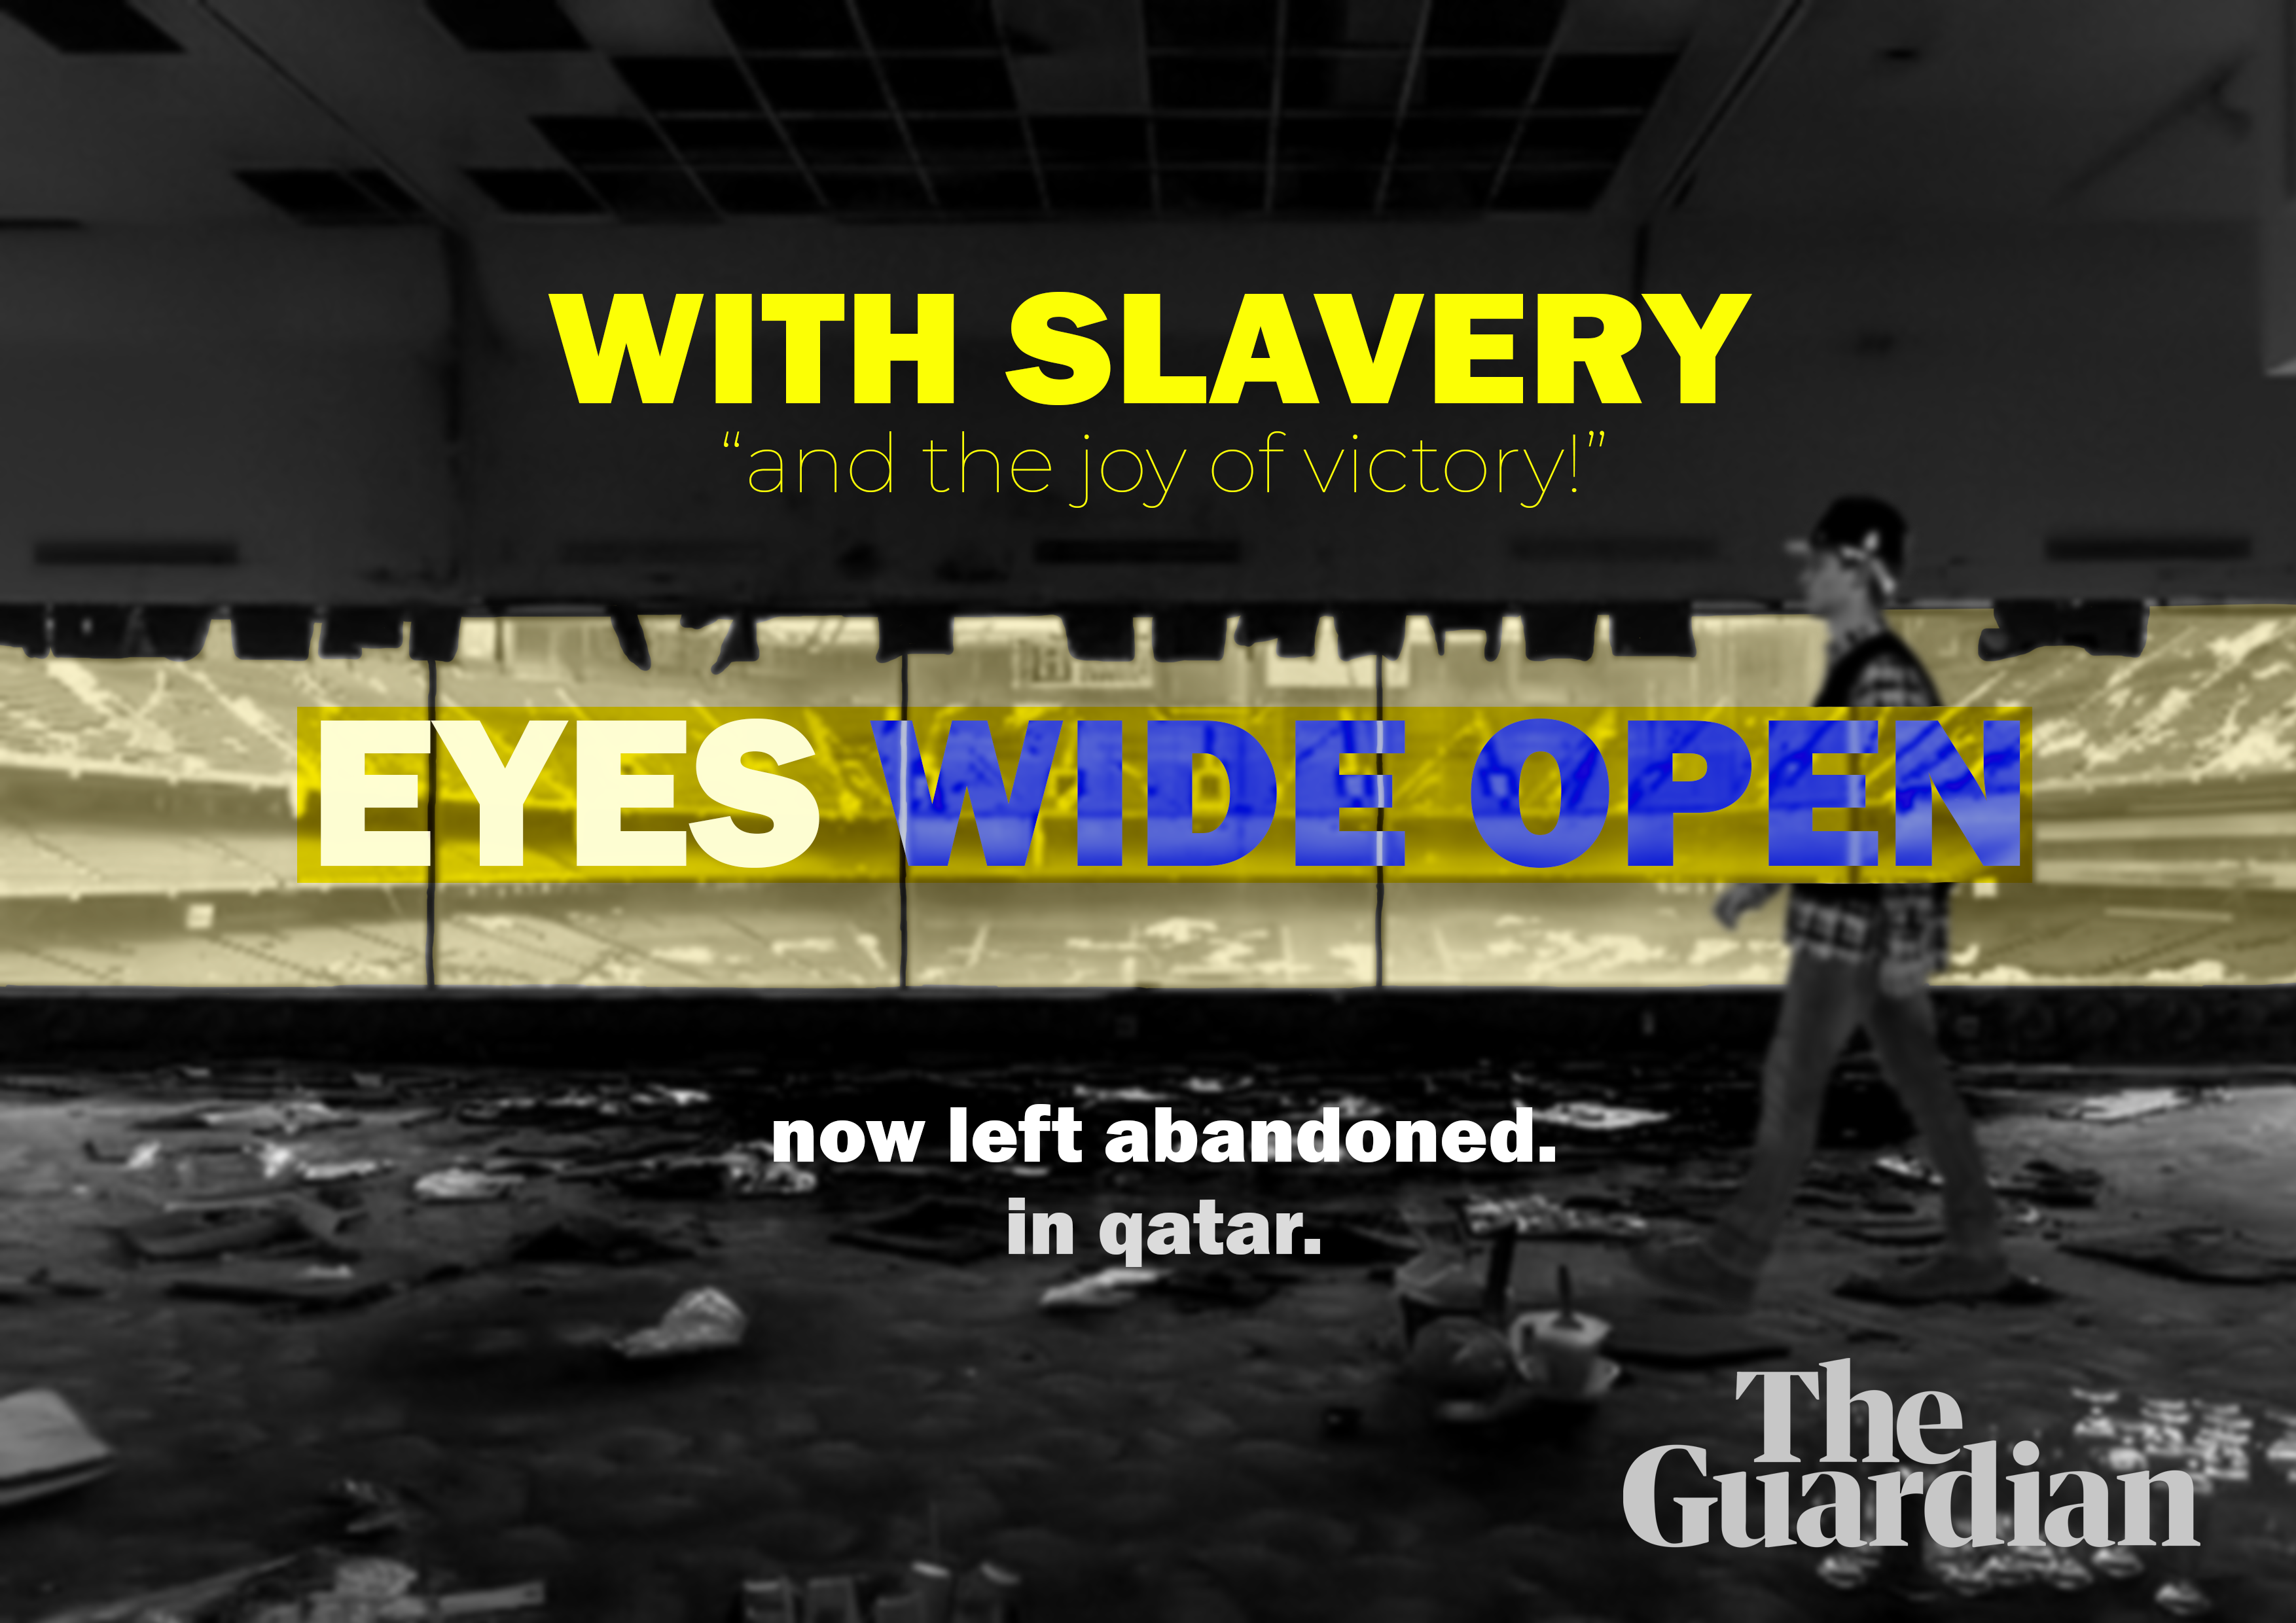 WITH SLAVERY
“and the joy of victory!”
EYES WIDE OPEN
now left abandoned.
in qatar.
The
Guardian